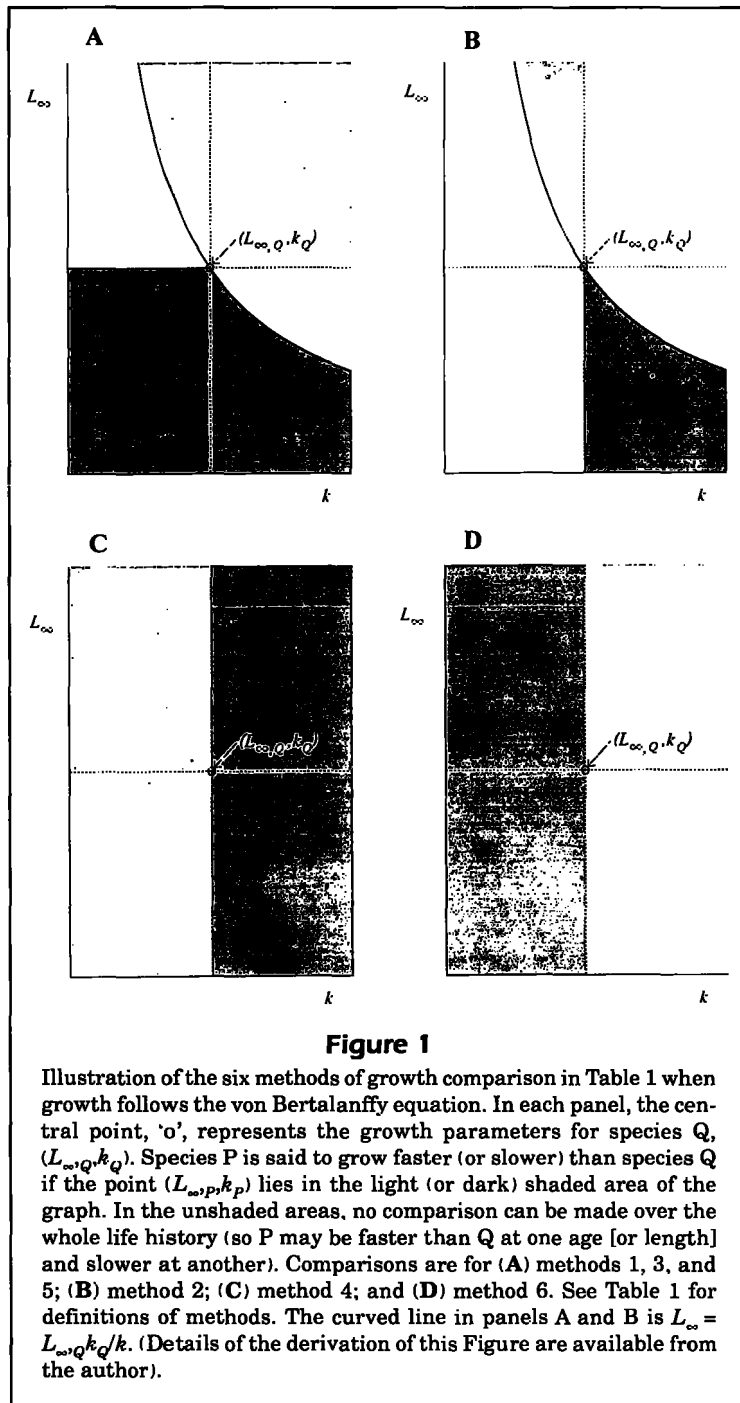 A
B
L∞
L∞
(L∞,Q,kQ)
(L∞,Q,kQ)
k
k
C
D
L∞
L∞
(L∞,Q,kQ)
(L∞,Q,kQ)
k
k
Figure 1
Illustration of the six methods of growth comparison in Table 1 when
growth follows the von Bertalanffy equation. In each panel, the cen-
tral point, 'o', represents the growth parameters for species Q,
(L∞,Q,kQ). Species P is said to grow faster (or slower) than species Q
if the point (L∞,P,kP) lies in the light (or dark) shaded area of the
graph. In the unshaded areas, no comparison can be made over the
whole life history (so P may be faster than Q at one age [or length]
and slower at another). Comparisons are for (A) methods 1, 3, and
5; (B) method 2; (C) method 4; and (D) method 6. See Table 1 for
definitions of methods. The curved line in panels A and B is L∞ =
L∞,QkQ/k. (Details of the derivation of this Figure are available from
the author).